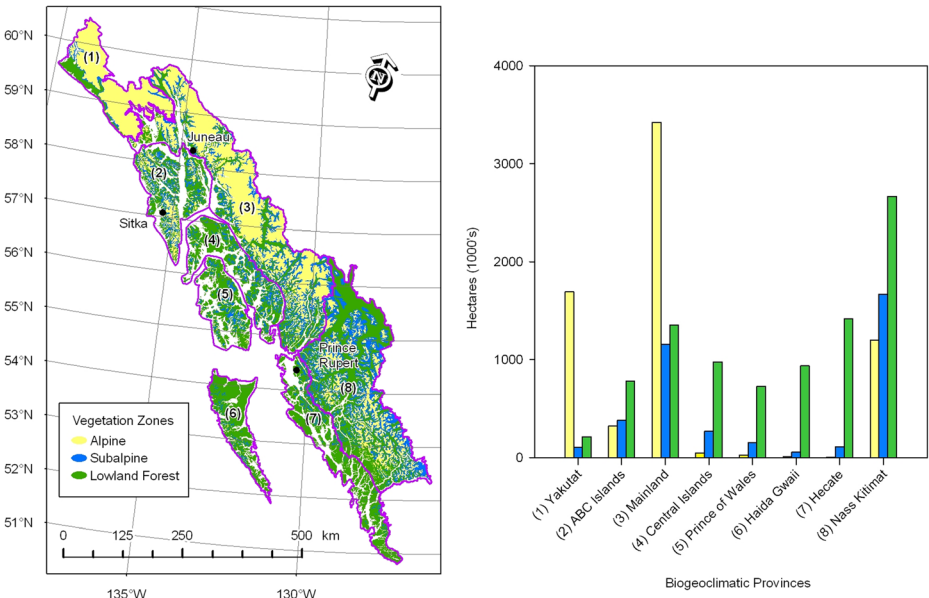 60°N
59°N
58°N
57°N
56°N
55°N
54°N
53°N
52°N
51°N
135°W
130°W
N
(1)
Juneau
(2)
Sitka
(3)
(4)
(5)
Prince
Rupert
(8)
(6)
(7)
Vegetation Zones
Alpine
Subalpine
Lowland Forest
0 125 250 500 km
Hectares (1000's)
4000
3000
2000
1000
0
(1) Yakutat
(2) ABC Islands
(3) Mainland
(4) Central Islands
(5) Prince of Wales
(6) Haida Gwaii
(7) Hecate
(8) Nass Kitimat
Biogeoclimatic Provinces